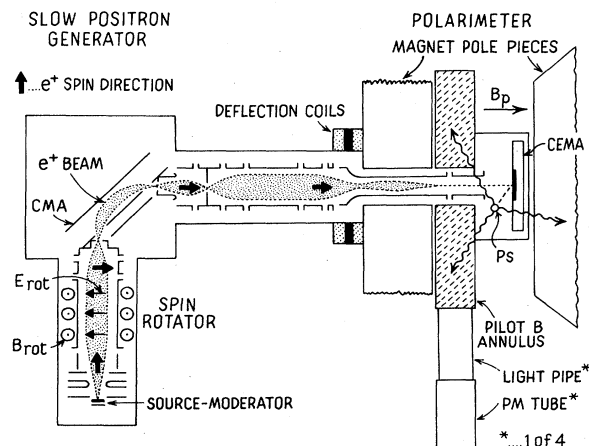 SLOW POSITRON
GENERATOR
....e+ SPIN DIRECTION
POLARIMETER
MAGNET POLE PIECES
DEFLECTION COILS
Bp
CEMA
e+ BEAM
CMA
Erot
SPIN
ROTATOR
Brot
SOURCE-MODERATOR
Ps
PILOT B
ANNULUS
LIGHT PIPE*
PM TUBE*
*....1 of 4